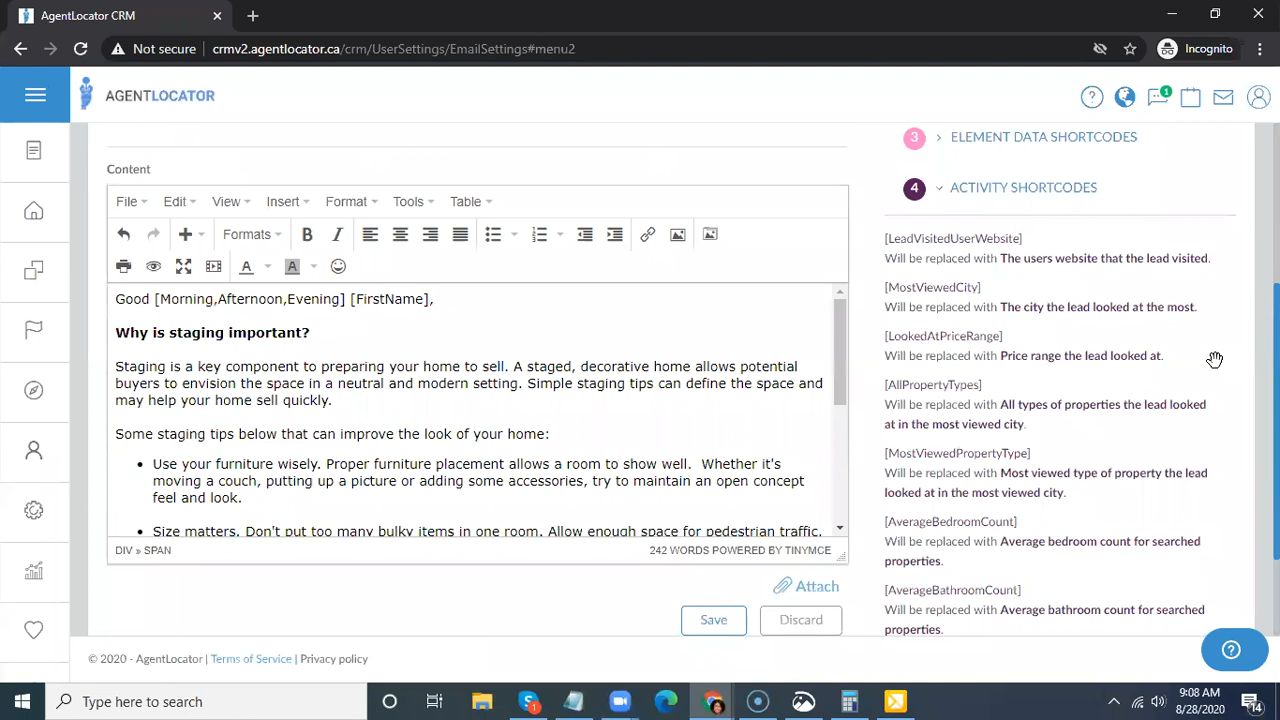 AgentLocator CRM
Not secure
crmv2.agentlocator.ca/crm/UserSettings/EmailSettings#menu2
Incognito
AGENTLOCATOR
1
3 ELEMENT DATA SHORTCODES
4 ACTIVITY SHORTCODES
Content
File Edit View Insert Format Tools Table
Formats B I
A A
Good [Morning,Afternoon,Evening] [FirstName],
Why is staging important?
Staging is a key component to preparing your home to sell. A staged, decorative home allows potential
buyers to envision the space in a neutral and modern setting. Simple staging tips can define the space and
may help your home sell quickly.
Some staging tips below that can improve the look of your home:
• Use your furniture wisely. Proper furniture placement allows a room to show well.  Whether it's
moving a couch, putting up a picture or adding some accessories, try to maintain an open concept
feel and look.
• Size matters. Don't put too many bulky items in one room. Allow enough space for pedestrian traffic.
DIV » SPAN
242 WORDS POWERED BY TINYMCE
Attach
Save
Discard
[LeadVisitedUserWebsite]
Will be replaced with The users website that the lead visited.
[MostViewedCity]
Will be replaced with The city the lead looked at the most.
[LookedAtPriceRange]
Will be replaced with Price range the lead looked at.
[AllPropertyTypes]
Will be replaced with All types of properties the lead looked
at in the most viewed city.
[MostViewedPropertyType]
Will be replaced with Most viewed type of property the lead
looked at in the most viewed city.
[AverageBedroomCount]
Will be replaced with Average bedroom count for searched
properties.
[AverageBathroomCount]
Will be replaced with Average bathroom count for searched
properties.
© 2020 - AgentLocator | Terms of Service | Privacy policy
Type here to search
1
9:08 AM
8/28/2020
14